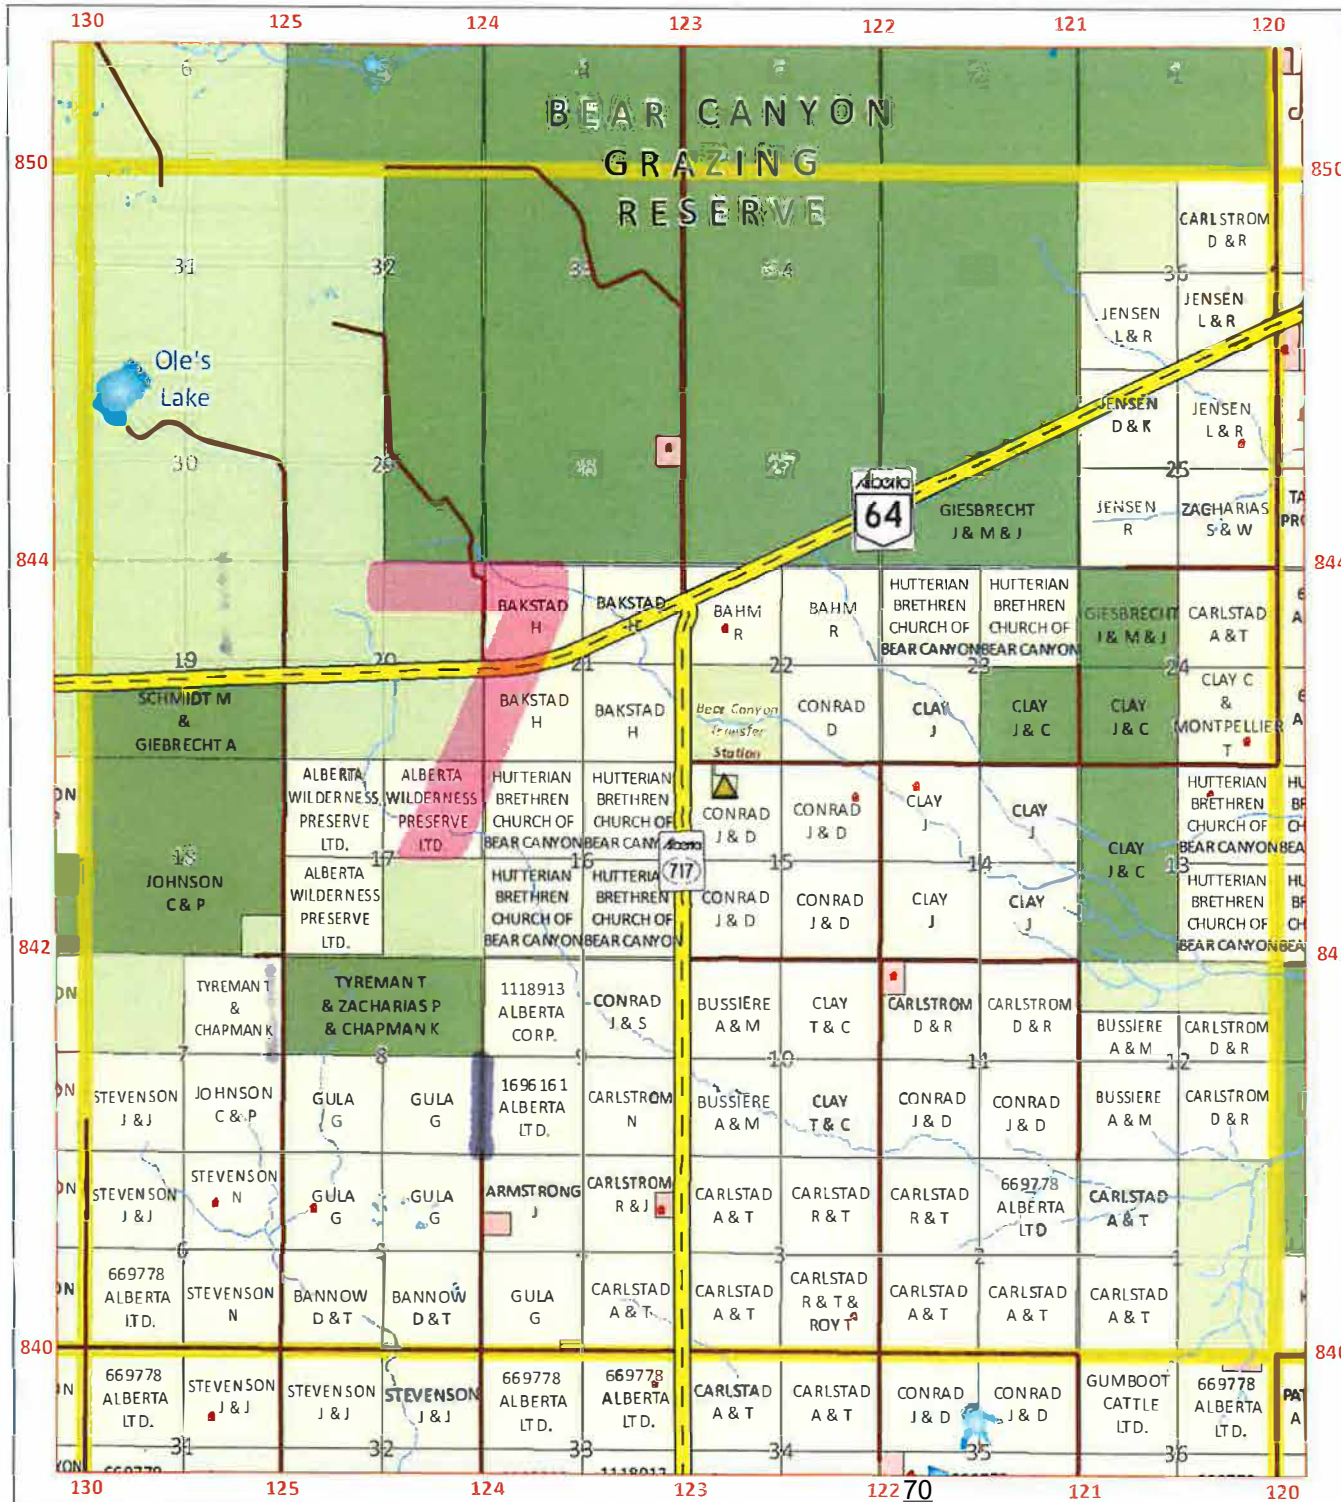 130 125 124 123 122 121 120
6
BEAR CANYON
850 GRAZING 850
RESERVE
CARLSTROM
D & R
31 32 33 34 36
JENSEN
L & R
JENSEN
L & R
Ole's
Lake
JENSEN
D & K
JENSEN
L & R
30 29 27 25
Alberta
64
GIESBRECHT
J & M & J
JENSEN
R
ZACHARIAS
S & W
TA
PRO
844 844
BAKSTAD
H
BAKSTAD
H
BAHM
R
BAHM
R
HUTTERIAN
BRETHREN
CHURCH OF
BEAR CANYON
HUTTERIAN
BRETHREN
CHURCH OF
BEAR CANYON
GIESBRECHT
J & M & J
CARLSTAD
A & T
19 20 21 22 23 24
SCHMIDT M
&
GIEBRECHT A
BAKSTAD
H
BAKSTAD
H
Bear Canyon
Transfer
Station
CONRAD
D
CLAY
J
CLAY
J & C
CLAY
J & C
CLAY C
&
MONTPELLIER
T
ON
ALBERTA
WILDERNESS
PRESERVE
LTD.
ALBERTA
WILDERNESS
PRESERVE
LTD.
HUTTERIAN
BRETHREN
CHURCH OF
BEAR CANYON
HUTTERIAN
BRETHREN
CHURCH OF
BEAR CANY
CONRAD
J & D
CONRAD
J & D
CLAY
J
CLAY
J
HUTTERIAN
BRETHREN
CHURCH OF
BEAR CANYON
18 17 16 15 14 13
Alberta
717
JOHNSON
C & P
ALBERTA
WILDERNESS
PRESERVE
LTD.
HUTTERIAN
BRETHREN
CHURCH OF
BEAR CANYON
HUTTERIA
BRETHREN
CHURCH OF
BEAR CANYON
CONRAD
J & D
CONRAD
J & D
CLAY
J
CLAY
J
CLAY
J & C
HUTTERIAN
BRETHREN
CHURCH OF
BEAR CANYON
842 84
TYREMAN T
&
CHAPMAN K
TYREMAN T
& ZACHARIAS P
& CHAPMAN K
1118913
ALBERTA
CORP.
CONRAD
J & S
BUSSIERE
A & M
CLAY
T & C
CARLSTROM
D & R
CARLSTROM
D & R
BUSSIERE
A & M
CARLSTROM
D & R
7 8 9 10 11 12
STEVENSON
J & J
JOHNSON
C & P
GULA
G
GULA
G
1696161
ALBERTA
LTD.
CARLSTROM
N
BUSSIERE
A & M
CLAY
T & C
CONRAD
J & D
CONRAD
J & D
BUSSIERE
A & M
CARLSTROM
D & R
STEVENSON
J & J
STEVENSON
N
GULA
G
GULA
G
ARMSTRONG
J
CARLSTROM
R & J
CARLSTAD
A & T
CARLSTAD
R & T
CARLSTAD
R & T
669778
ALBERTA
LTD
CARLSTAD
A & T
6 3 2
669778
ALBERTA
LTD.
STEVENSON
N
BANNOW
D & T
BANNOW
D & T
GULA
G
CARLSTAD
A & T
CARLSTAD
A & T
CARLSTAD
R & T &
ROY T
CARLSTAD
A & T
CARLSTAD
A & T
CARLSTAD
A & T
840 840
669778
ALBERTA
LTD.
STEVENSON
J & J
STEVENSON
J & J
STEVENSON
J & J
669778
ALBERTA
LTD.
669778
ALBERTA
LTD.
CARLSTAD
A & T
CARLSTAD
A & T
CONRAD
J & D
CONRAD
J & D
GUMBOOT
CATTLE
LTD.
669778
ALBERTA
LTD.
PAT
A
31 32 33 34 35 36
130 125 124 123 122 121 120
70